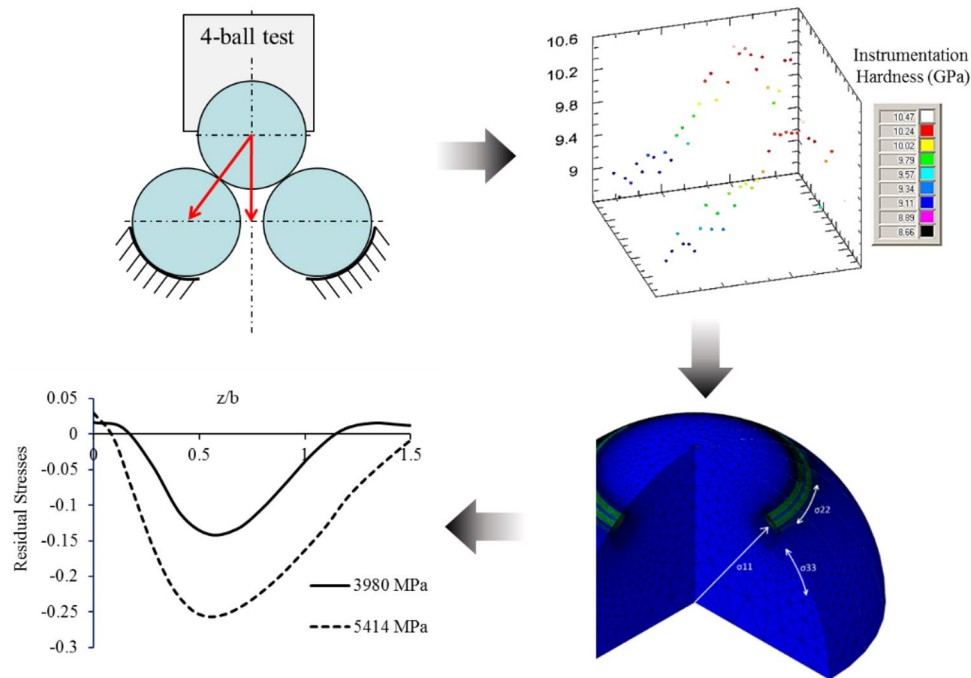 4-ball test
10.6
10.2
9.8
9.4
9
Instrumentation
Hardness (GPa)
10.47
10.24
10.02
9.79
9.57
9.34
9.11
8.89
8.66
z/b
0.05
0
-0.05
-0.1
-0.15
-0.2
-0.25
-0.3
0
0.5
1
1.5
Residual Stresses
3980 MPa
5414 MPa
σ22
σ11
σ33